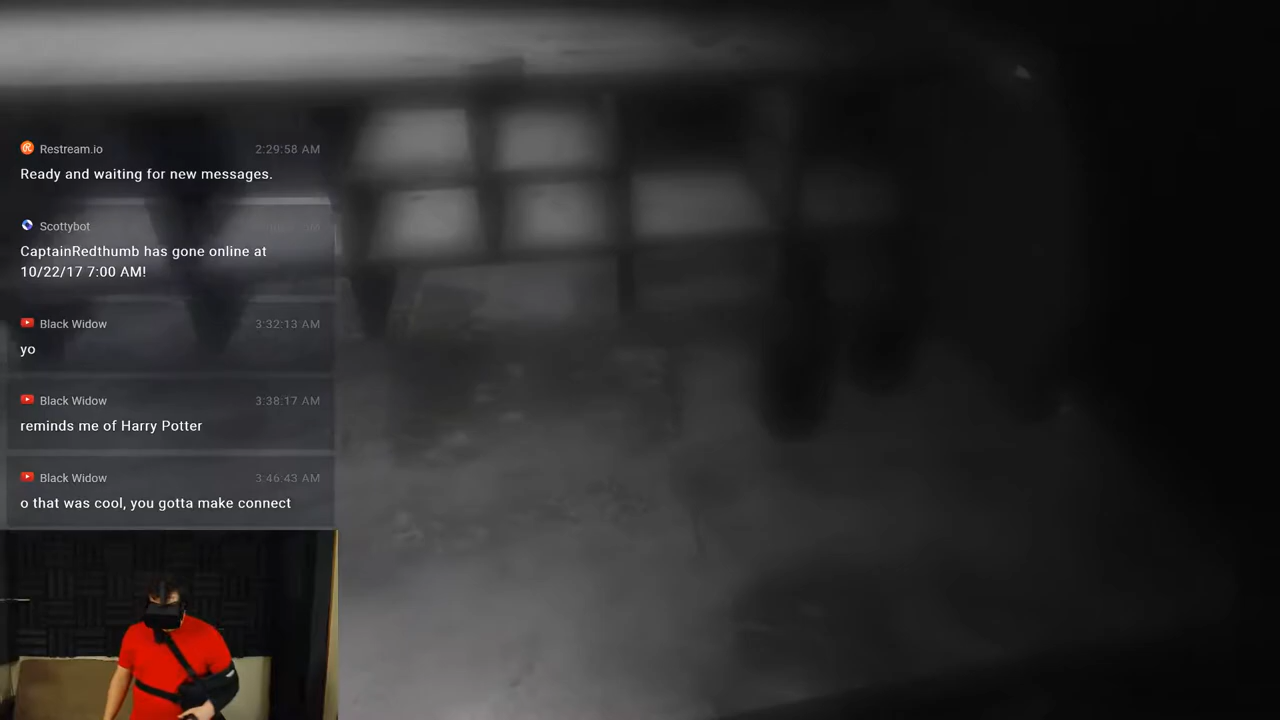 Restream.io 2:29:58 AM
Ready and waiting for new messages.
Scottybot
CaptainRedthumb has gone online at
10/22/17 7:00 AM!
Black Widow 3:32:13 AM
yo
Black Widow 3:38:17 AM
reminds me of Harry Potter
Black Widow 3:46:43 AM
o that was cool, you gotta make connect